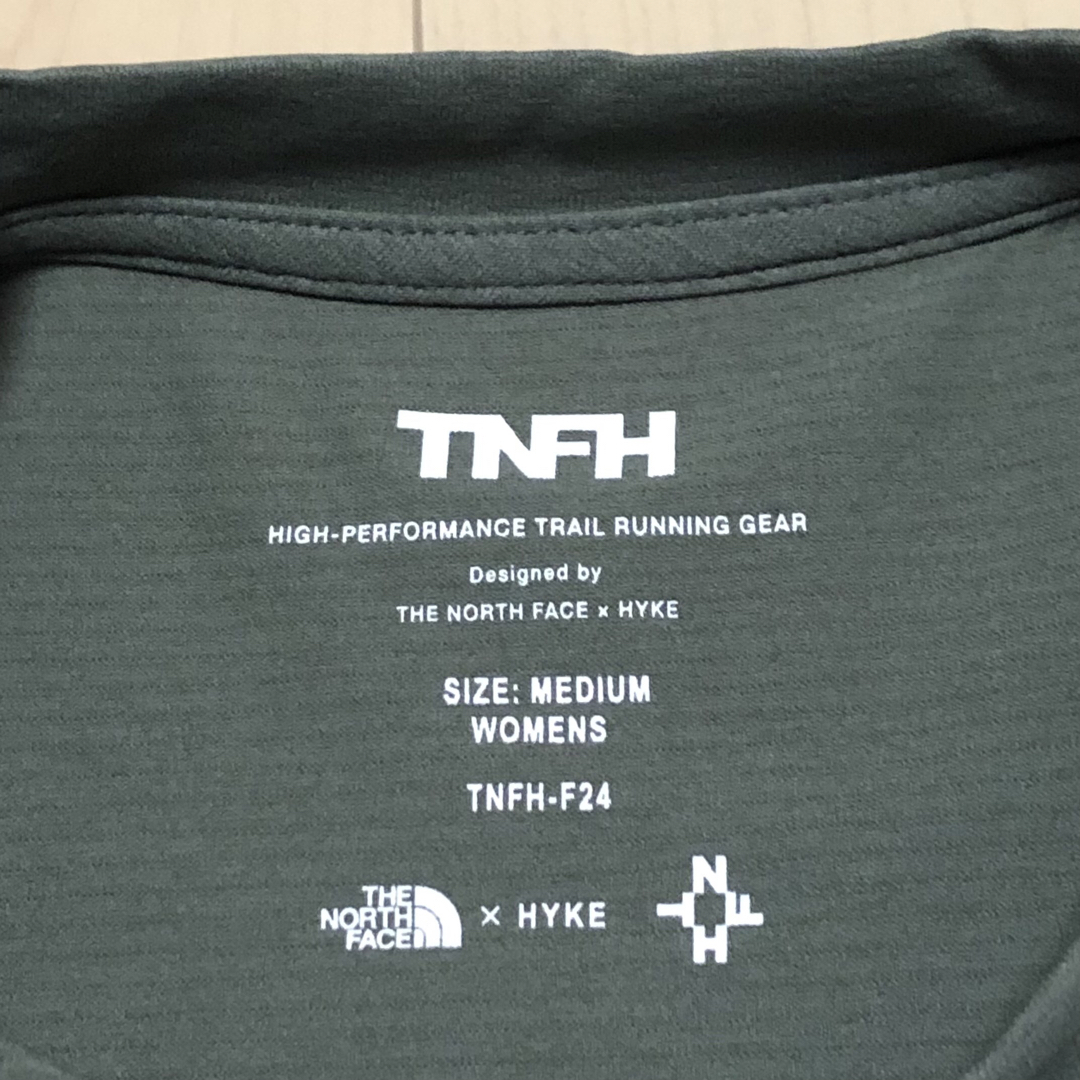 TNFH
HIGH-PERFORMANCE TRAIL RUNNING GEAR
Designed by
THE NORTH FACE x HYKE
SIZE: MEDIUM
WOMENS
TNFH-F24
THE
NORTH
FACE
× HYKE
N
T F
H